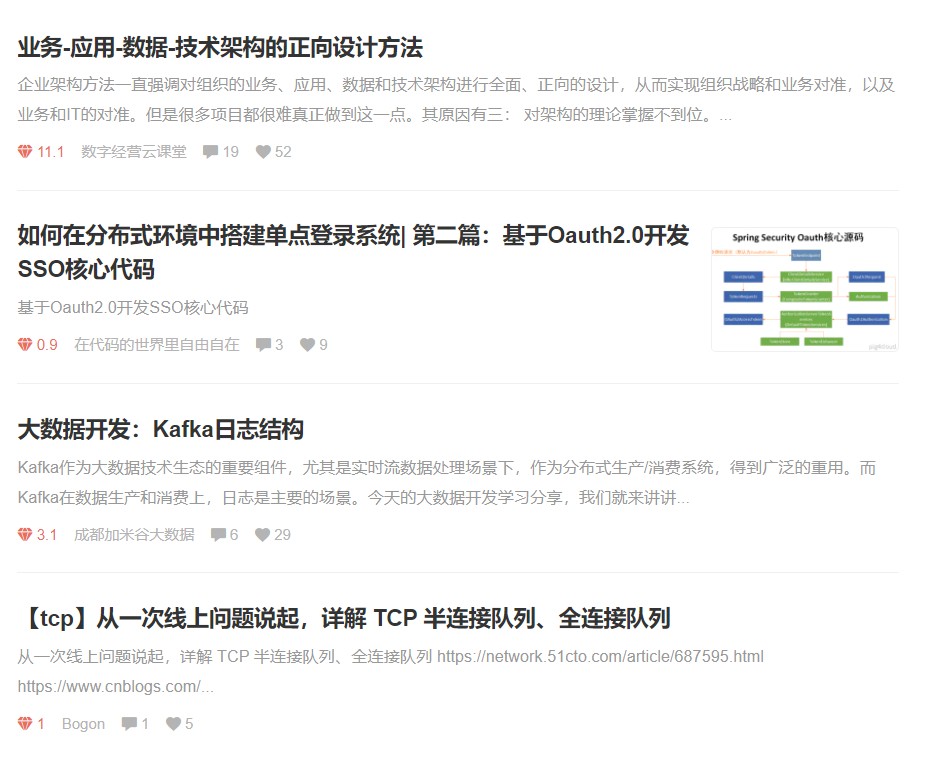 业务-应用-数据-技术架构的正向设计方法
企业架构方法一直强调对组织的业务、应用、数据和技术架构进行全面、正向的设计，从而实现组织战略和业务对准，以及
业务和IT的对准。但是很多项目都很难真正做到这一点。其原因有三： 对架构的理论掌握不到位。...
11.1 数字经营云课堂 19 52
如何在分布式环境中搭建单点登录系统| 第二篇：基于Oauth2.0开发
SSO核心代码
基于Oauth2.0开发SSO核心代码
0.9 在代码的世界里自由自在 3 9
Spring Security Oauth核心源码
大数据开发：Kafka日志结构
Kafka作为大数据技术生态的重要组件，尤其是实时流数据处理场景下，作为分布式生产/消费系统，得到广泛的重用。而
Kafka在数据生产和消费上，日志是主要的场景。今天的大数据开发学习分享，我们就来讲讲...
3.1 成都加米谷大数据 6 29
【tcp】从一次线上问题说起，详解 TCP 半连接队列、全连接队列
从一次线上问题说起，详解 TCP 半连接队列、全连接队列 https://network.51cto.com/article/687595.html
https://www.cnblogs.com/...
1 Bogon 1 5